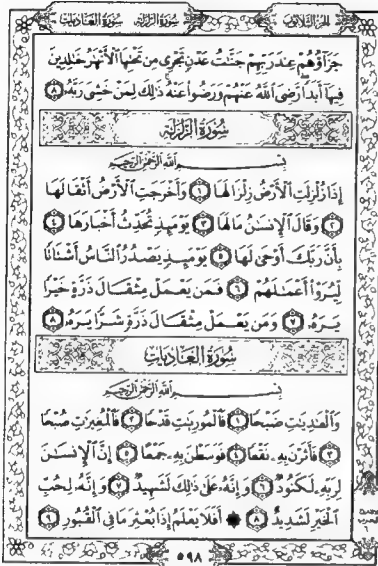 الجزء الثلاثون سورة الزلزلة سورة العاديات
جَزَآؤُهُمْ عِندَ رَبِّهِمْ جَنَّٰتُ عَدْنٍ تَجْرِى مِن تَحْتِهَا ٱلْأَنْهَٰرُ خَٰلِدِينَ
فِيهَآ أَبَدًا رَّضِىَ ٱللَّهُ عَنْهُمْ وَرَضُوا۟ عَنْهُ ذَٰلِكَ لِمَنْ خَشِىَ رَبَّهُۥ ٨
سُورَةُ الزَّلْزَلَةِ
بِسْمِ ٱللَّهِ ٱلرَّحْمَٰنِ ٱلرَّحِيمِ
إِذَا زُلْزِلَتِ ٱلْأَرْضُ زِلْزَالَهَا ١ وَأَخْرَجَتِ ٱلْأَرْضُ أَثْقَالَهَا
٢ وَقَالَ ٱلْإِنسَٰنُ مَا لَهَا ٣ يَوْمَئِذٍ تُحَدِّثُ أَخْبَارَهَا ٤
بِأَنَّ رَبَّكَ أَوْحَىٰ لَهَا ٥ يَوْمَئِذٍ يَصْدُرُ ٱلنَّاسُ أَشْتَاتًا
لِّيُرَوْا۟ أَعْمَٰلَهُمْ ٦ فَمَن يَعْمَلْ مِثْقَالَ ذَرَّةٍ خَيْرًا
يَرَهُۥ ٧ وَمَن يَعْمَلْ مِثْقَالَ ذَرَّةٍ شَرًّا يَرَهُۥ ٨
سُورَةُ العَادِيَاتِ
بِسْمِ ٱللَّهِ ٱلرَّحْمَٰنِ ٱلرَّحِيمِ
وَٱلْعَٰدِيَٰتِ ضَبْحًا ١ فَٱلْمُورِيَٰتِ قَدْحًا ٢ فَٱلْمُغِيرَٰتِ صُبْحًا
٣ فَأَثَرْنَ بِهِۦ نَقْعًا ٤ فَوَسَطْنَ بِهِۦ جَمْعًا ٥ إِنَّ ٱلْإِنسَٰنَ
لِرَبِّهِۦ لَكَنُودٌ ٦ وَإِنَّهُۥ عَلَىٰ ذَٰلِكَ لَشَهِيدٌ ٧ وَإِنَّهُۥ لِحُبِّ
ٱلْخَيْرِ لَشَدِيدٌ ٨ ۞ أَفَلَا يَعْلَمُ إِذَا بُعْثِرَ مَا فِى ٱلْقُبُورِ ٩
٥٩٨